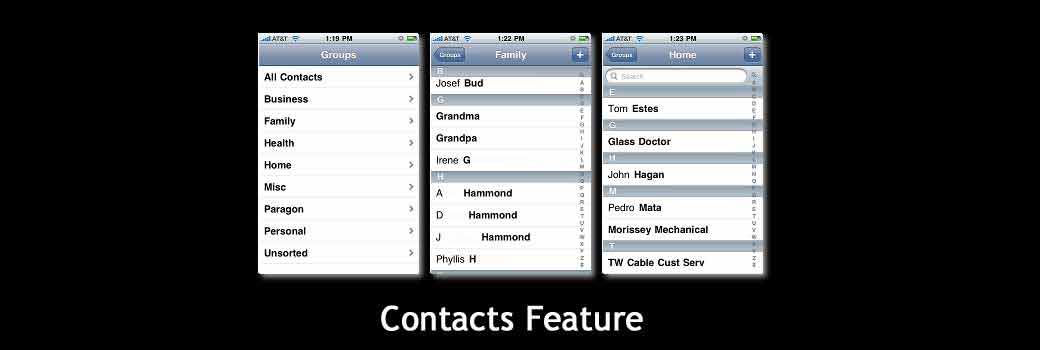 AT&T 1:19 PM
Groups
All Contacts
Business
Family
Health
Home
Misc
Paragon
Personal
Unsorted
AT&T 1:22 PM
Groups Family +
B
Josef Bud
G
Grandma
Grandpa
Irene G
H
A Hammond
D Hammond
J Hammond
Phyllis H
AT&T 1:23 PM
Groups Home +
Search
E
Tom Estes
G
Glass Doctor
H
John Hagan
M
Pedro Mata
Morissey Mechanical
T
TW Cable Cust Serv
Contacts Feature